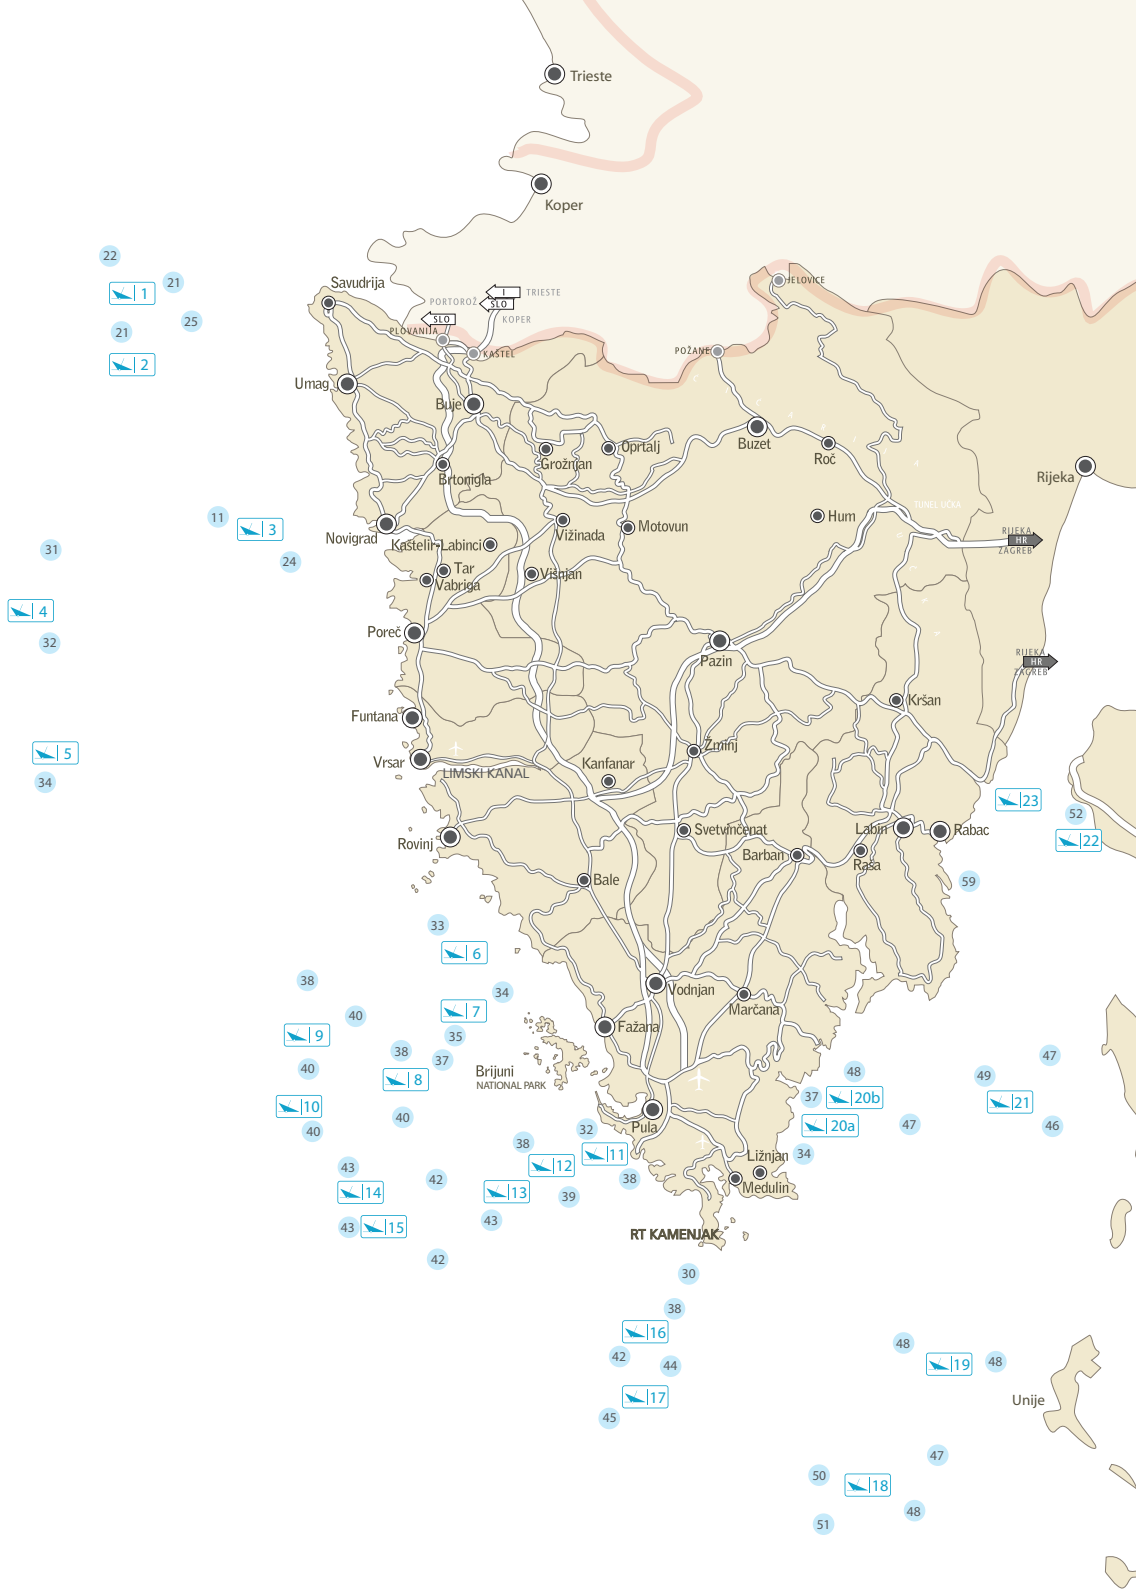 Trieste
Koper
22
21
1
Savudrija
I
TRIESTE
SLO
PORTOROŽ
SLO
KOPER
JELOVICE
25
21
PLOVANIJA
KAŠTEL
POŽANE
2
Umag
Buje
Ć
I
Ć
A
R
I
J
A
Buzet
Grožnjan
Oprtalj
Roč
Brtonigla
Rijeka
11
3
Novigrad
Vižinada
Motovun
Hum
TUNEL UČKA
RIJEKA
HR
ZAGREB
31
24
Kaštelir-Labinci
Tar
Vabriga
Višnjan
4
32
Poreč
Pazin
RIJEKA
HR
ZAGREB
Funtana
Kršan
5
34
Vrsar
LIMSKI KANAL
Kanfanar
Žminj
23
52
22
Rovinj
Svetvinčenat
Labin
Rabac
Barban
Raša
Bale
59
33
6
38
34
Vodnjan
Marčana
7
40
9
35
Fažana
38
37
40
8
Brijuni
NATIONAL PARK
48
49
47
10
40
40
37
20b
21
Pula
32
20a
47
46
38
11
12
Ližnjan
34
43
14
42
13
39
38
Medulin
43
15
43
42
RT KAMENJAK
30
38
16
42
44
48
19
48
17
45
Unije
47
50
18
48
51